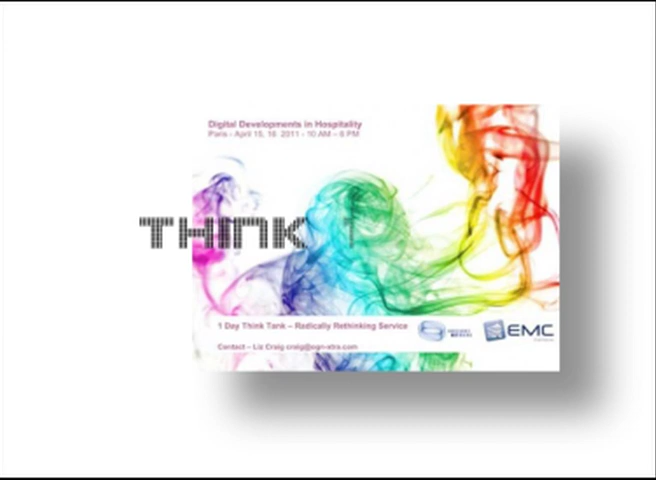 Digital Developments in Hospitality
Paris - April 15, 16 2011 - 10 AM – 6 PM
THINK
1 Day Think Tank – Radically Rethinking Service
EMC
Contact – Liz Craig